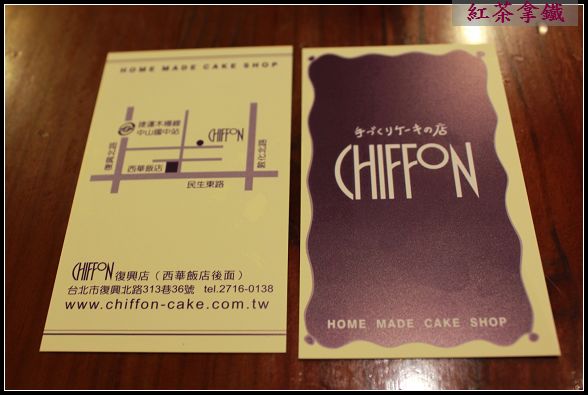 紅茶拿鐵
HOME MADE CAKE SHOP
捷運木柵線
中山國中站
CHIFFON
復興北路
敦化北路
西華飯店
民生東路
CHIFFON 復興店（西華飯店後面）
台北市復興北路313巷36號 tel.2716-0138
www.chiffon-cake.com.tw
手づくりケーキの店
CHIFFON
HOME MADE CAKE SHOP